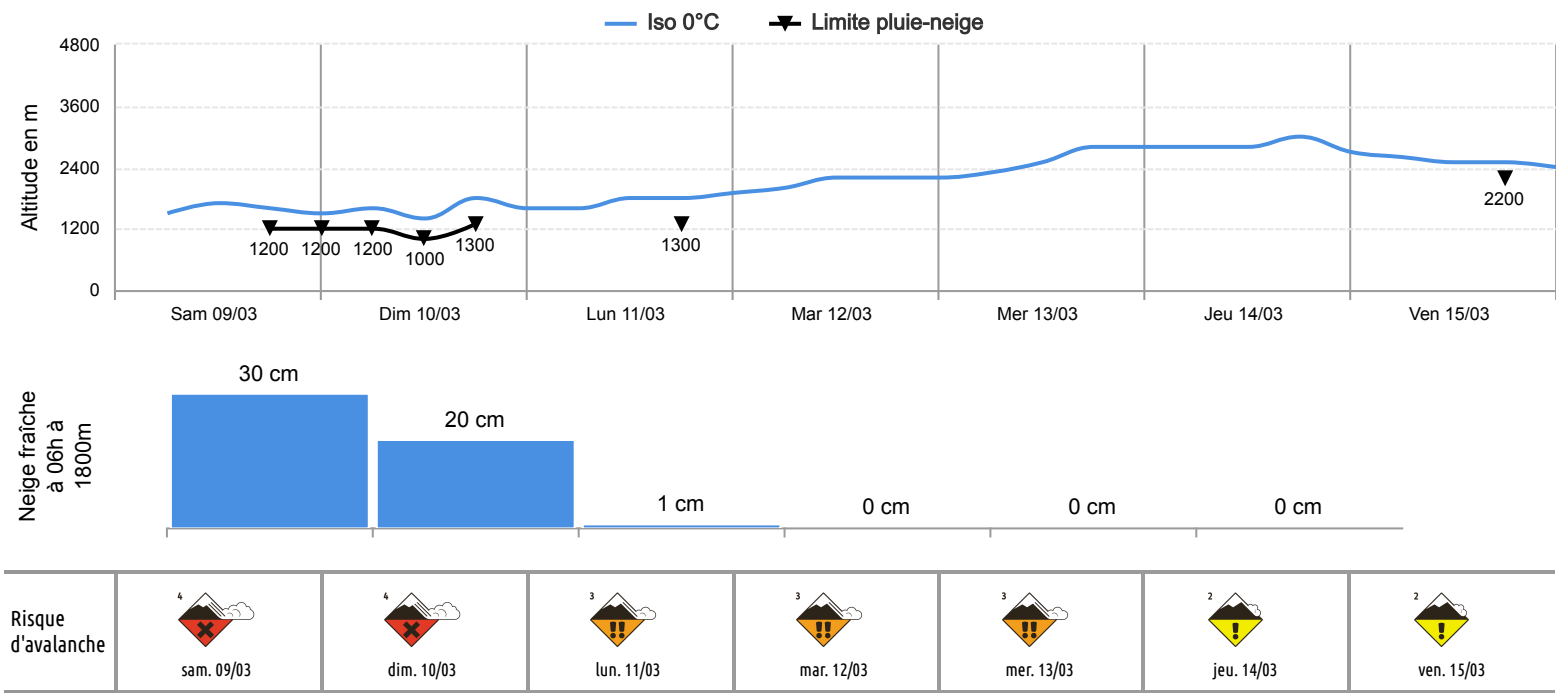 Iso 0°C Limite pluie-neige
Altitude en m
4800
3600
2400
1200
0
1200 1200 1200 1000 1300 1300 2200
Sam 09/03 Dim 10/03 Lun 11/03 Mar 12/03 Mer 13/03 Jeu 14/03 Ven 15/03
Neige fraîche
à 06h à
1800m
30 cm 20 cm 1 cm 0 cm 0 cm 0 cm
Risque
d'avalanche
4 4 3 3 3 2 2
sam. 09/03 dim. 10/03 lun. 11/03 mar. 12/03 mer. 13/03 jeu. 14/03 ven. 15/03